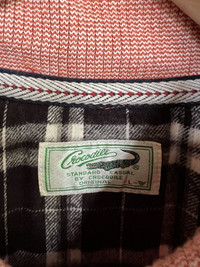 Crocodile
STANDARD CASUAL
BY CROCODILE
ORIGINAL L